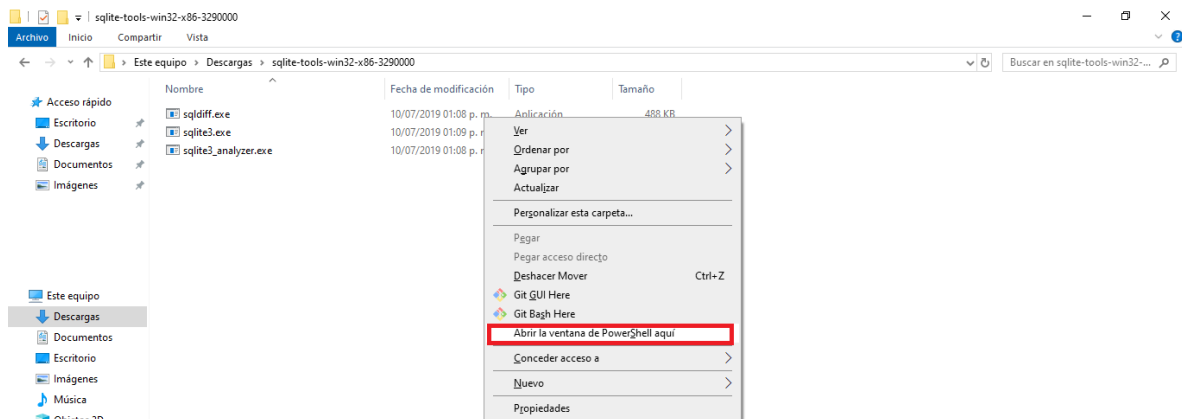 sqlite-tools-win32-x86-3290000
Archivo Inicio Compartir Vista
Este equipo > Descargas > sqlite-tools-win32-x86-3290000
Buscar en sqlite-tools-win32-...
Nombre Fecha de modificación Tipo Tamaño
Acceso rápido
Escritorio
Descargas
Documentos
Imágenes
Este equipo
Descargas
Documentos
Escritorio
Imágenes
Música
Objetos 3D
sqldiff.exe 10/07/2019 01:08 p. m. Aplicación 488 KB
sqlite3.exe 10/07/2019 01:09 p.
sqlite3_analyzer.exe 10/07/2019 01:08 p.
Ver
Ordenar por
Agrupar por
Actualizar
Personalizar esta carpeta...
Pegar
Pegar acceso directo
Deshacer Mover Ctrl+Z
Git GUI Here
Git Bash Here
Abrir la ventana de PowerShell aquí
Conceder acceso a
Nuevo
Propiedades